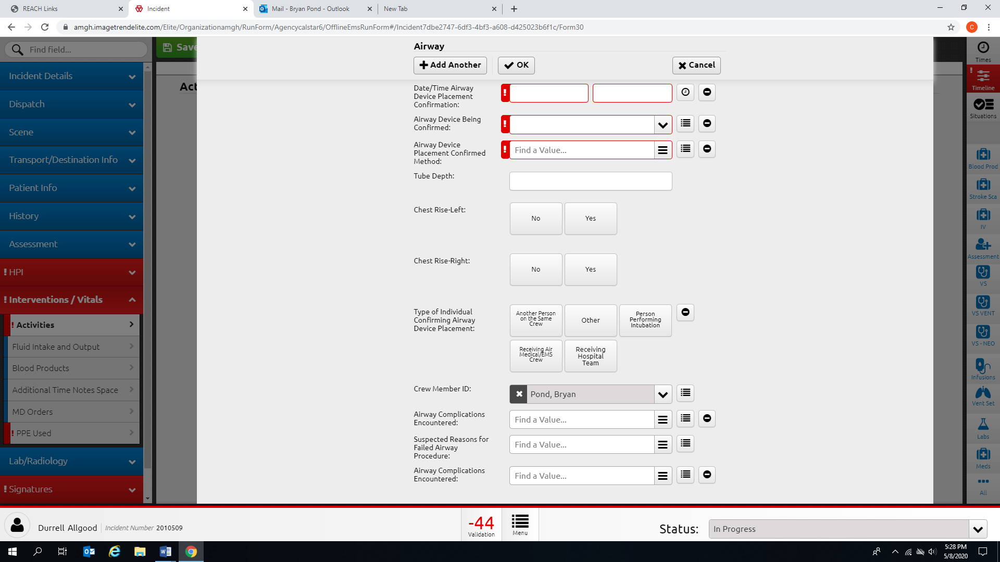 REACH Links
Incident
Mail - Bryan Pond - Outlook
New Tab
amgh.imagetrendelite.com/Elite/Organizationamgh/RunForm/Agencycalstar6/OfflineEmsRunForm#/Incident7dbe2747-6df3-4bf3-a608-d425023b6f1c/Form30
C
Find field...
Save
Airway
Add Another
OK
Cancel
Act
Incident Details
Dispatch
Scene
Transport/Destination Info
Patient Info
History
Assessment
! HPI
! Interventions / Vitals
! Activities
Fluid Intake and Output
Blood Products
Additional Time Notes Space
MD Orders
! PPE Used
Lab/Radiology
! Signatures
Date/Time Airway
Device Placement
Confirmation:
!
Airway Device Being
Confirmed:
!
Airway Device
Placement Confirmed
Method:
!
Find a Value...
Tube Depth:
Chest Rise-Left:
No
Yes
Chest Rise-Right:
No
Yes
Type of Individual
Confirming Airway
Device Placement:
Another Person
on the Same
Crew
Other
Person
Performing
Intubation
Receiving Air
Medical/EMS
Crew
Receiving
Hospital
Team
Crew Member ID:
Pond, Bryan
Airway Complications
Encountered:
Find a Value...
Suspected Reasons for
Failed Airway
Procedure:
Find a Value...
Airway Complications
Encountered:
Find a Value...
Times
!
Timeline
Situations
Blood Prod
Stroke Sca
IV
Assessment
VS
VS VENT
VS - NEO
Infusions
Vent Set
Labs
Meds
All
Durrell Allgood
Incident Number 2010509
-44
Validation
Menu
Status:
In Progress
5:28 PM
5/8/2020